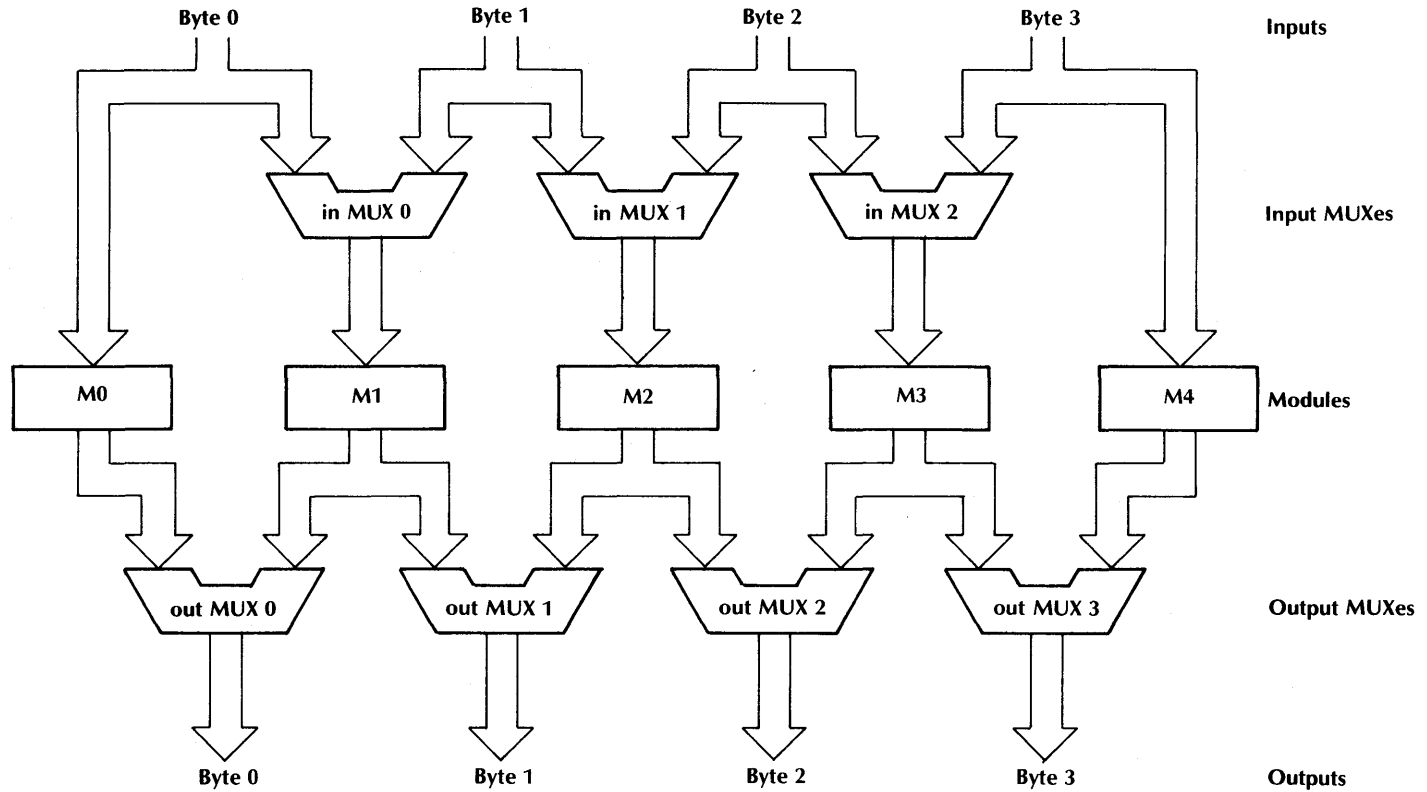 Byte 0 Byte 1 Byte 2 Byte 3 Inputs
in MUX 0 in MUX 1 in MUX 2 Input MUXes
M0 M1 M2 M3 M4 Modules
out MUX 0 out MUX 1 out MUX 2 out MUX 3 Output MUXes
Byte 0 Byte 1 Byte 2 Byte 3 Outputs